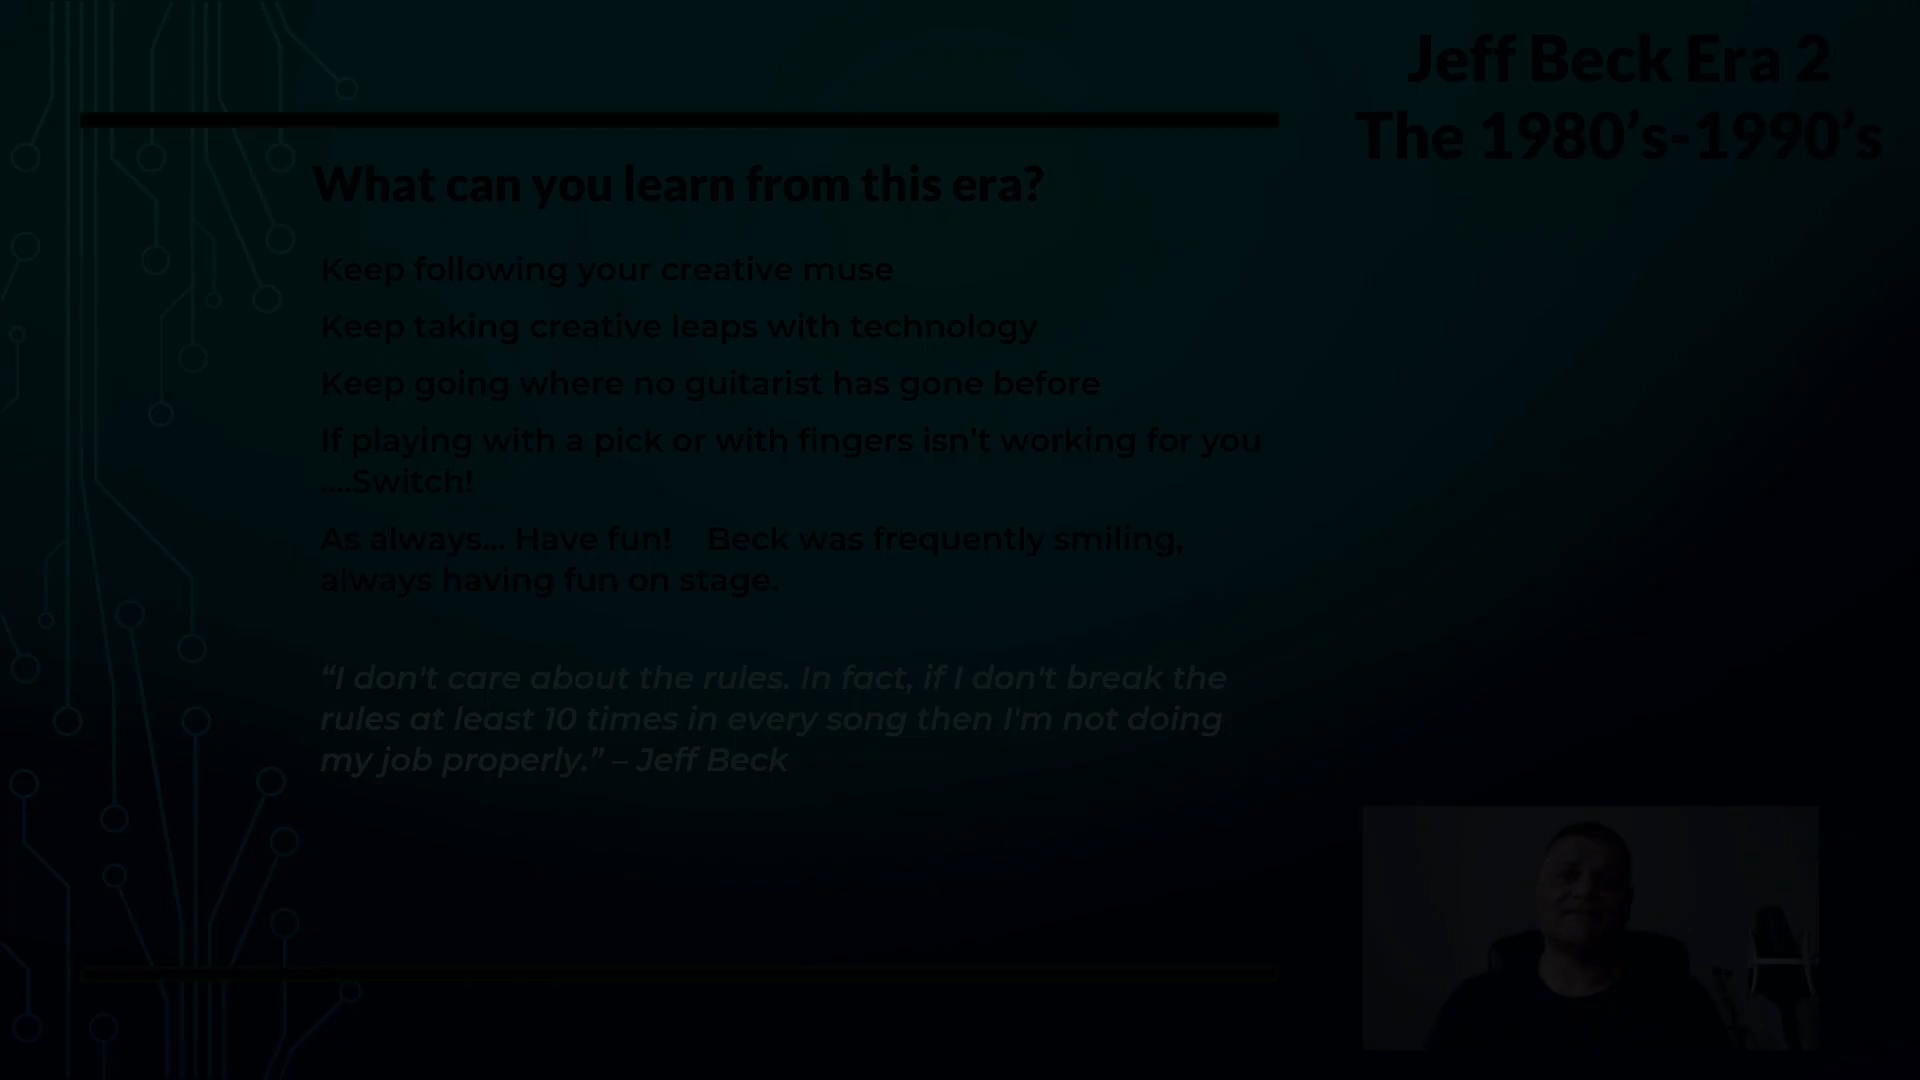 Jeff Beck Era 2
The 1980’s-1990’s
What can you learn from this era?
Keep following your creative muse
Keep taking creative leaps with technology
Keep going where no guitarist has gone before
If playing with a pick or with fingers isn’t working for you
....Switch!
As always... Have fun! Beck was frequently smiling,
always having fun on stage.
“I don't care about the rules. In fact, if I don't break the
rules at least 10 times in every song then I'm not doing
my job properly.” – Jeff Beck